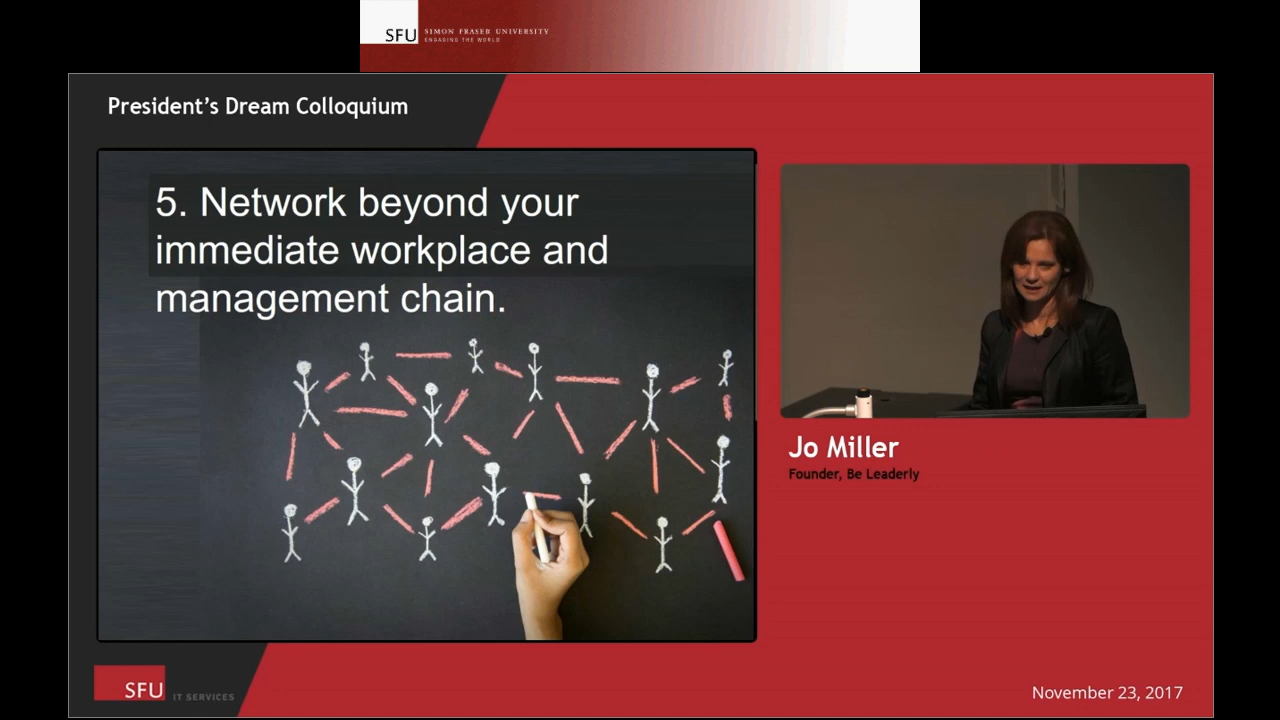 SFU SIMON FRASER UNIVERSITY
ENGAGING THE WORLD
President's Dream Colloquium
5. Network beyond your
immediate workplace and
management chain.
Jo Miller
Founder, Be Leaderly
SFU IT SERVICES
November 23, 2017